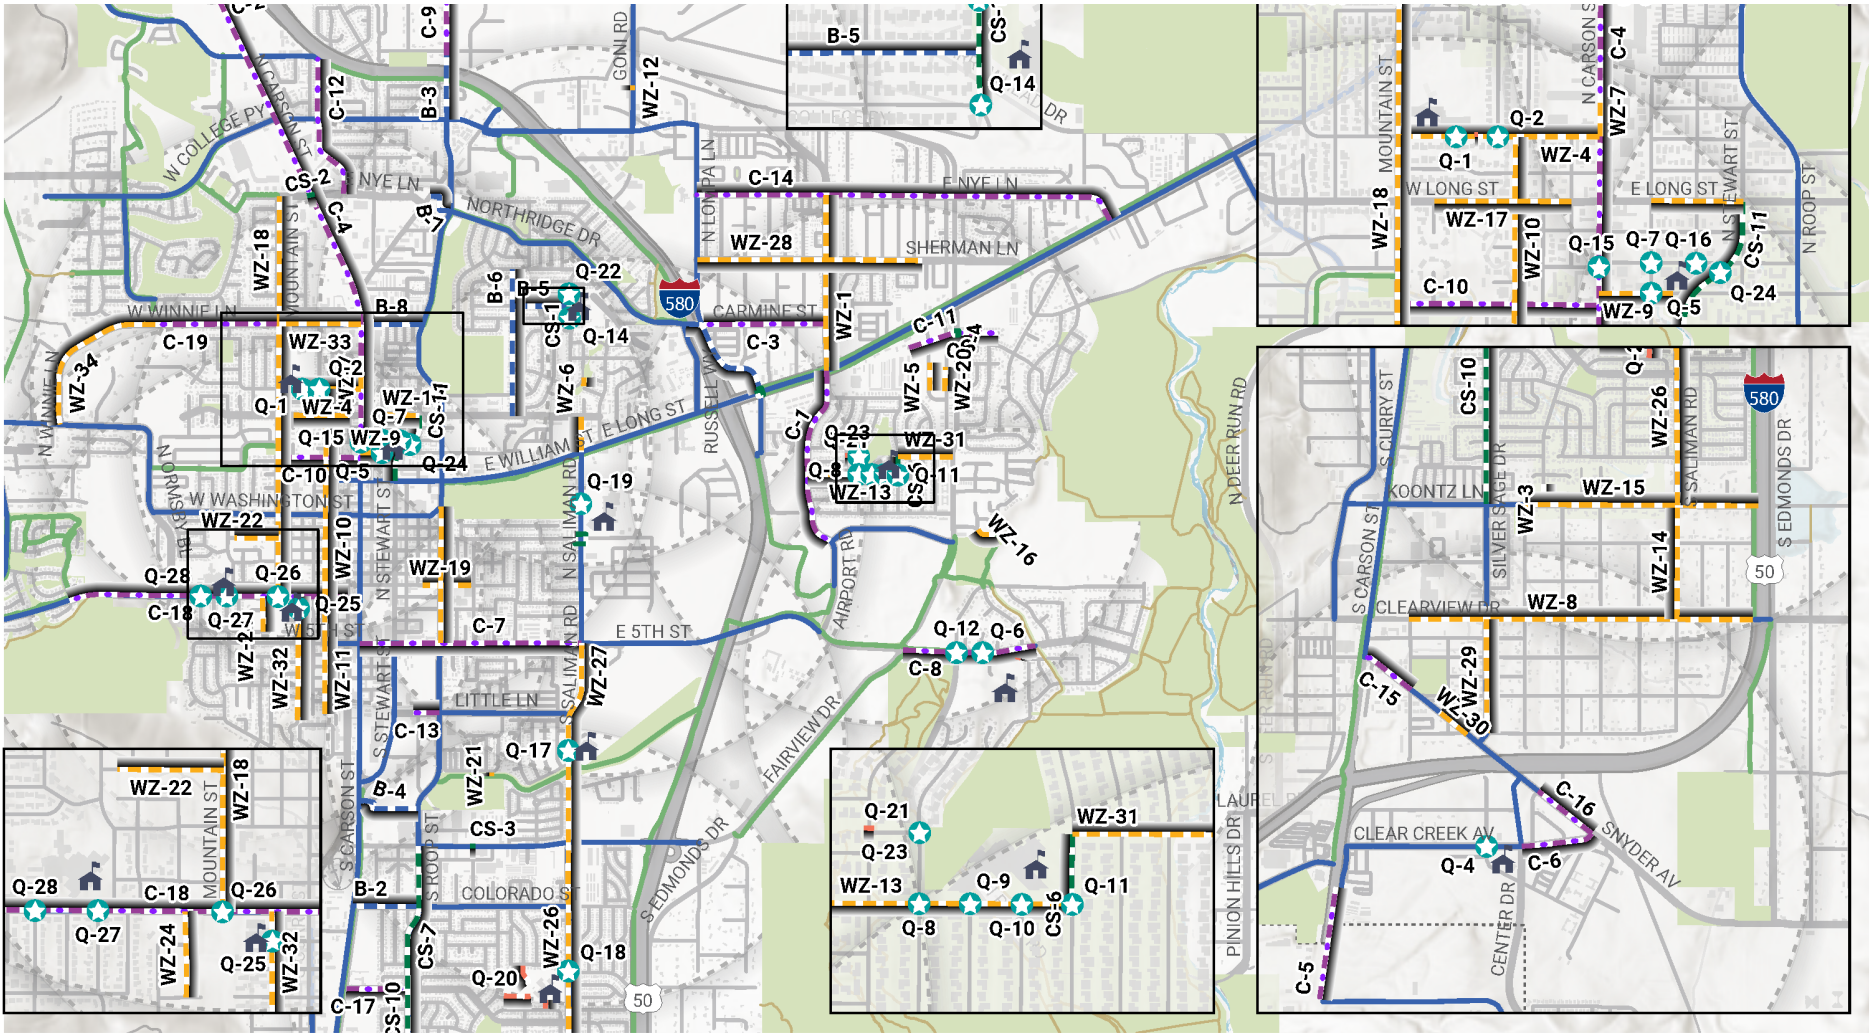 C-2
C-9
GONI RD
WZ-12
N CARSON ST
C-12
B-3
W COLLEGE PY
CS-2
NYE LN
C-4
B-7
NORTHRIDGE DR
N LOMPA LN
C-14
E NYE LN
WZ-18
MOUNTAIN ST
WZ-28
SHERMAN LN
Q-22
B-6
B-5
CS-1
Q-14
580
W WINNIE LN
B-8
CARMINE ST
WZ-1
C-11
C-19
WZ-33
C-3
WZ-34
N WINNIE LN
Q-2
Q-1
WZ-4
Q-7
CS-11
WZ-6
WZ-5
WZ-20
RUSSELL W
C-1
Q-15
WZ-9
Q-5
Q-24
C-10
E WILLIAM ST
E LONG ST
Q-23
WZ-31
Q-8
Q-11
WZ-13
N ORMSBY BL
W WASHINGTON ST
WZ-22
WZ-10
N STEWART ST
Q-19
N SALIMAN RD
WZ-16
AIRPORT RD
N DEER RUN RD
WZ-19
Q-28
Q-26
C-18
Q-27
Q-25
W 5TH ST
WZ-2
WZ-32
WZ-11
C-7
E 5TH ST
Q-12
Q-6
C-8
S STEWART ST
LITTLE LN
C-13
S SALIMAN RD
WZ-27
Q-17
WZ-21
FAIRVIEW DR
B-4
S CARSON ST
CS-3
S ROOP ST
B-2
COLORADO ST
S EDMONDS DR
CS-7
WZ-26
Q-18
Q-20
C-17
CS-10
50
PINION HILLS DR
B-5
CS-
Q-14
MOUNTAIN ST
N CARSON S
C-4
WZ-7
Q-2
Q-1
WZ-4
W LONG ST
E LONG ST
WZ-17
WZ-18
WZ-10
Q-15
Q-7
Q-16
N STEWART ST
CS-11
N ROOP ST
C-10
WZ-9
Q-5
Q-24
S CURRY ST
CS-10
WZ-26
S SALIMAN RD
580
S EDMONDS DR
KOONTZ LN
SILVER SAGE DR
WZ-3
WZ-15
S CARSON ST
WZ-14
50
CLEARVIEW DR
WZ-8
C-15
WZ-29
WZ-30
C-16
CLEAR CREEK AV
SNYDER AV
Q-4
C-6
CENTER DR
C-5
WZ-22
MOUNTAIN ST
WZ-18
Q-28
C-18
Q-26
Q-27
WZ-24
Q-25
WZ-32
Q-21
Q-23
WZ-31
WZ-13
Q-9
Q-11
Q-8
Q-10
CS-6